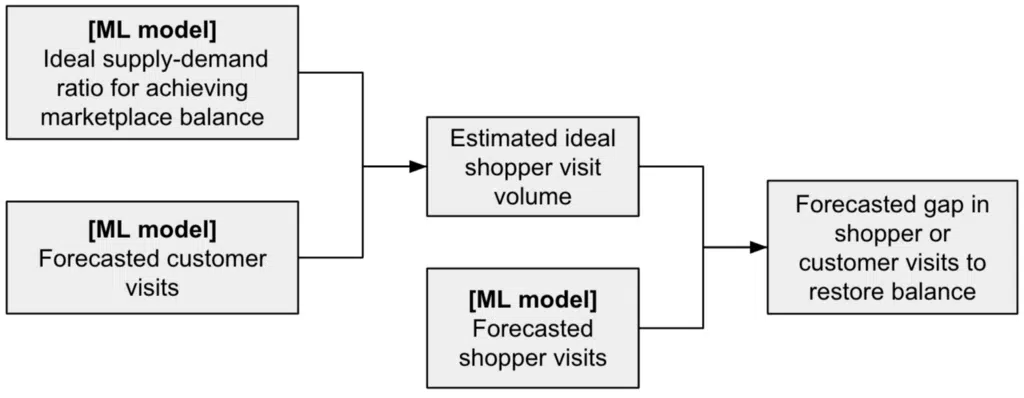 [ML model]
Ideal supply-demand
ratio for achieving
marketplace balance
[ML model]
Forecasted customer
visits
Estimated ideal
shopper visit
volume
[ML model]
Forecasted
shopper visits
Forecasted gap in
shopper or
customer visits to
restore balance